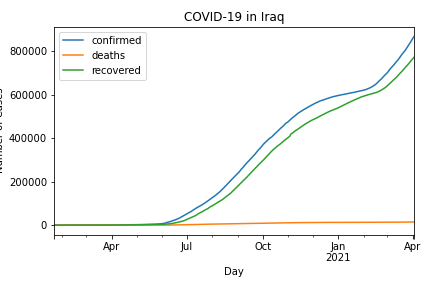 COVID-19 in Iraq
confirmed
deaths
recovered
800000
600000
400000
200000
0
Apr
Jul
Oct
Jan
2021
Apr
Day